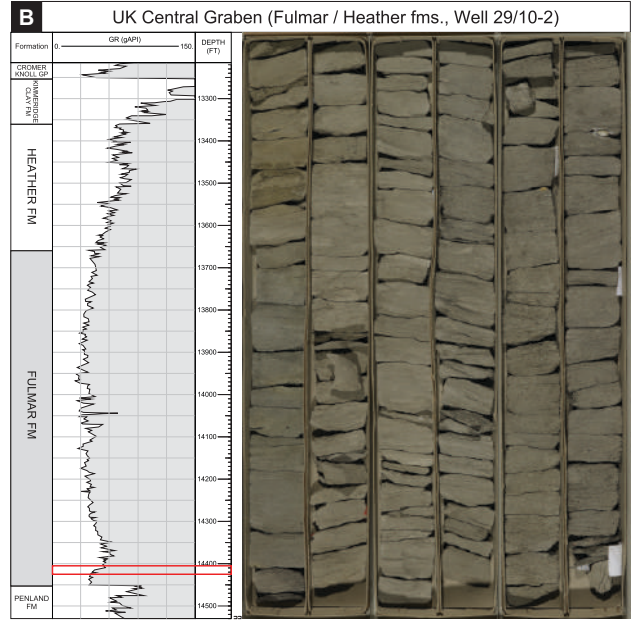 B
UK Central Graben (Fulmar / Heather fms., Well 29/10-2)
Formation
0.
GR (gAPI)
150.
DEPTH
(FT)
CROMER
KNOLL GP
KIMMERIDGE
CLAY FM
HEATHER FM
FULMAR FM
PENLAND
FM
13300
13400
13500
13600
13700
13800
13900
14000
14100
14200
14300
14400
14500